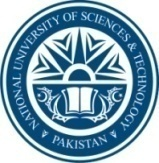 NATIONAL UNIVERSITY OF SCIENCES & TECHNOLOGY
PAKISTAN